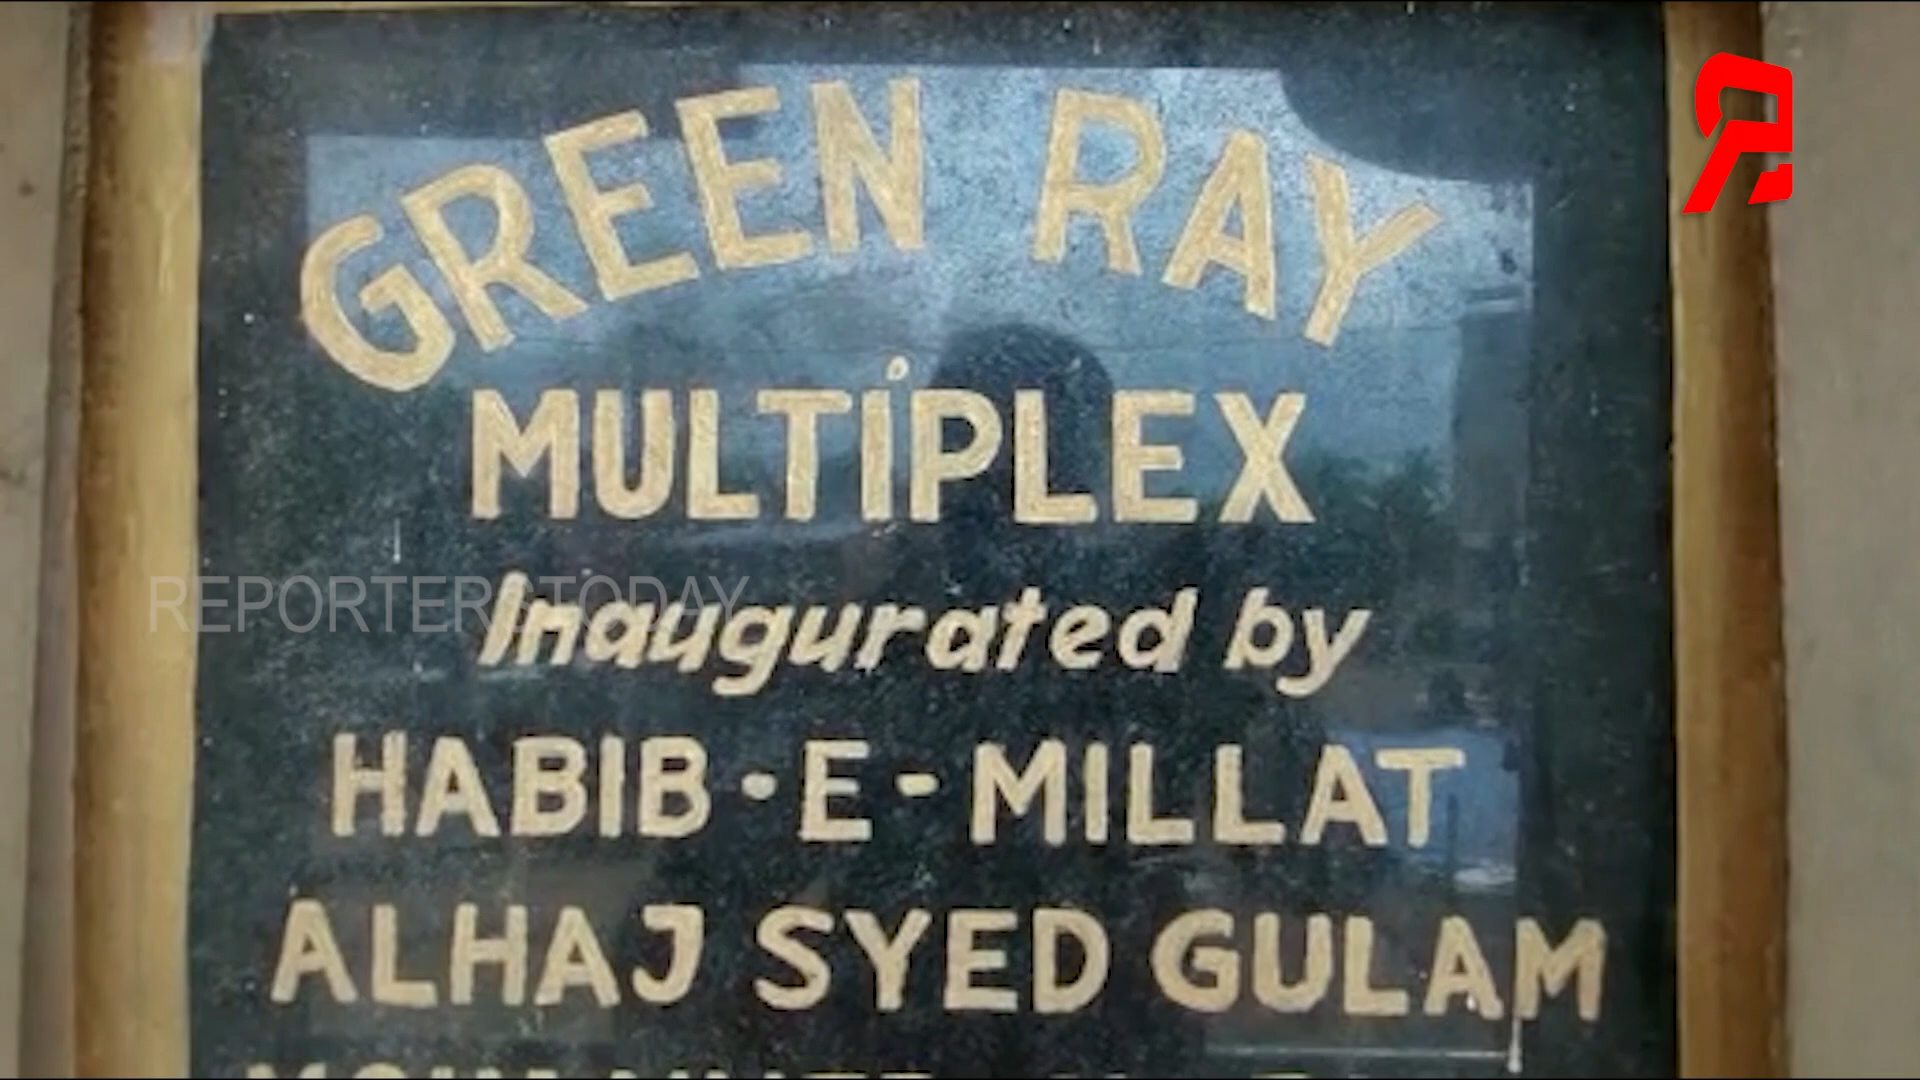 GREEN RAY
MULTIPLEX
REPORTER TODAY
Inaugurated by
HABIB-E-MILLAT
ALHAJ SYED GULAM